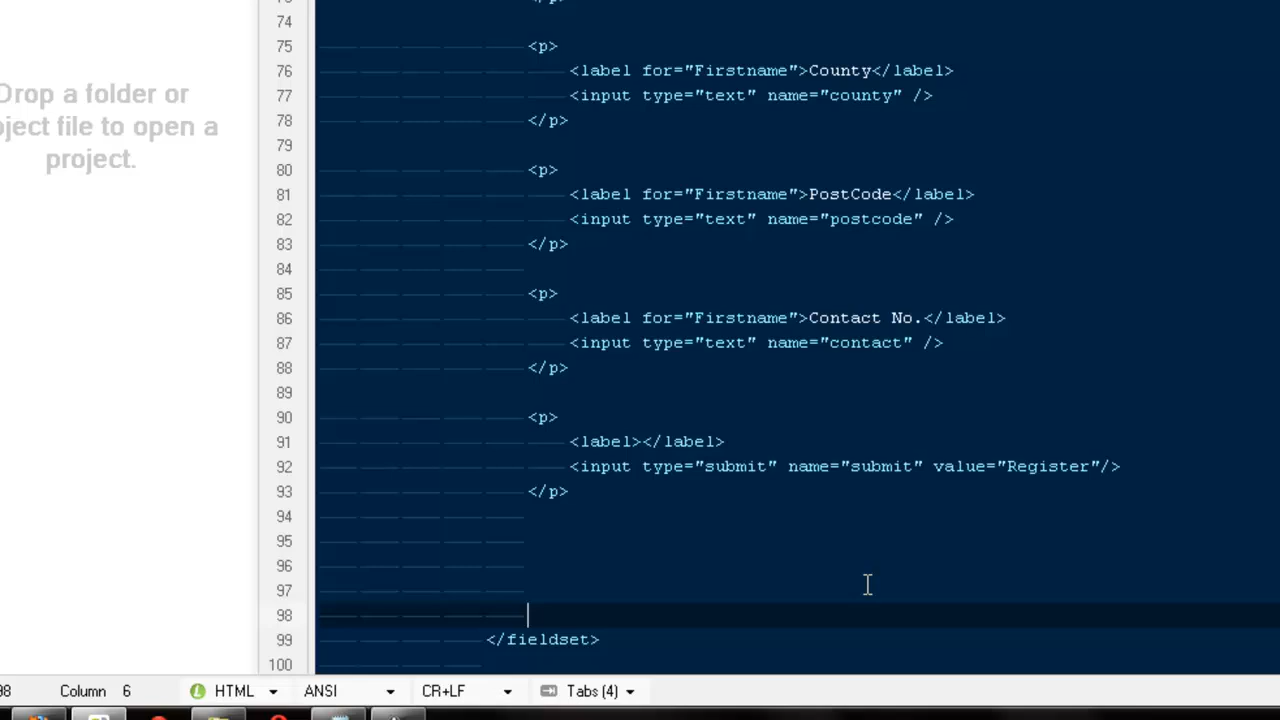 74
75 <p>
76 <label for="Firstname">County</label>
77 <input type="text" name="county" />
78 </p>
79
80 <p>
81 <label for="Firstname">PostCode</label>
82 <input type="text" name="postcode" />
83 </p>
84
85 <p>
86 <label for="Firstname">Contact No.</label>
87 <input type="text" name="contact" />
88 </p>
89
90 <p>
91 <label></label>
92 <input type="submit" name="submit" value="Register"/>
93 </p>
94
95
96
97
98
99 </fieldset>
100
Drop a folder or
oject file to open a
project.
98 Column 6 HTML ANSI CR+LF Tabs (4)